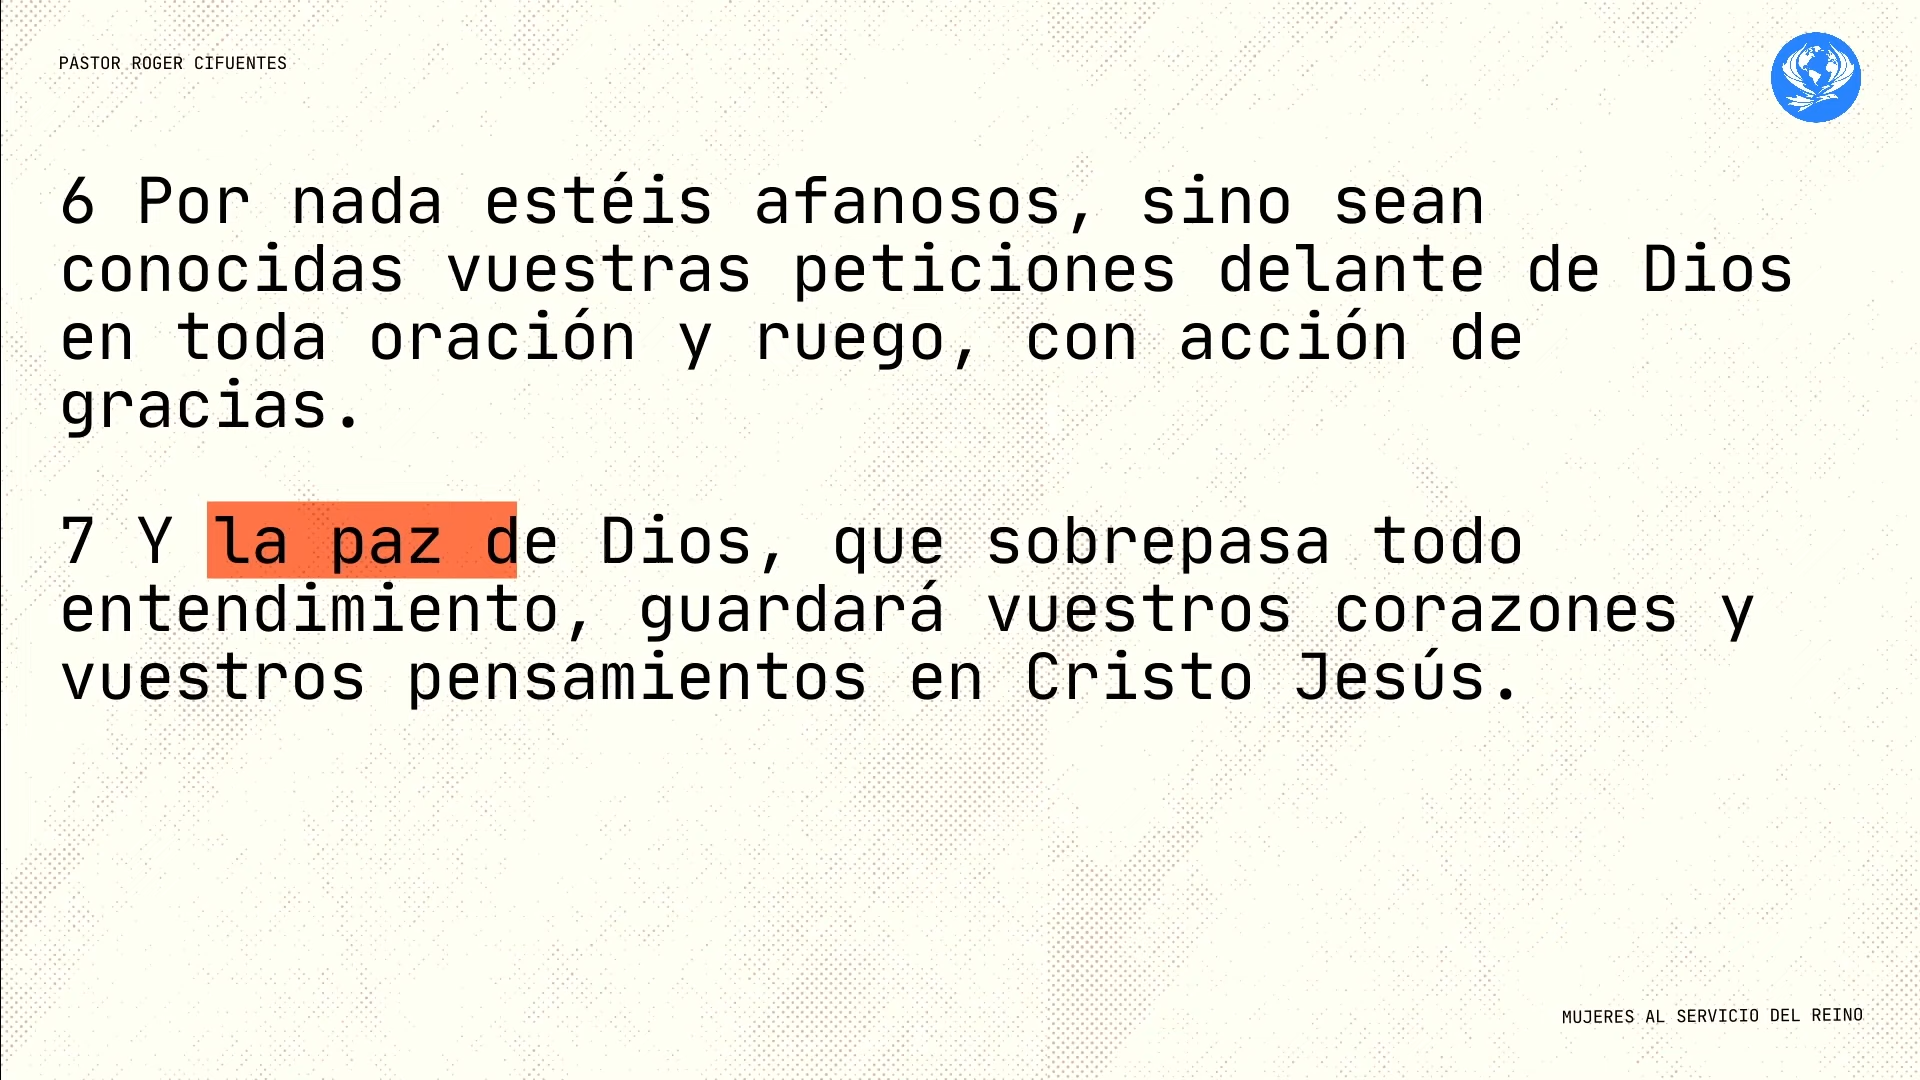 PASTOR ROGER CIFUENTES
6 Por nada estéis afanosos, sino sean
conocidas vuestras peticiones delante de Dios
en toda oración y ruego, con acción de
gracias.
7 Y la paz de Dios, que sobrepasa todo
entendimiento, guardará vuestros corazones y
vuestros pensamientos en Cristo Jesús.
MUJERES AL SERVICIO DEL REINO